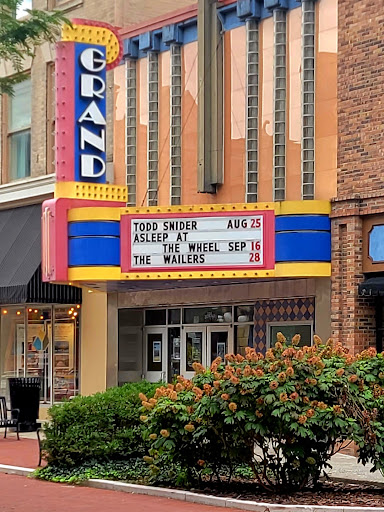 GRAND
TODD SNIDER AUG 25
ASLEEP AT
THE WHEEL SEP 16
THE WAILERS 28